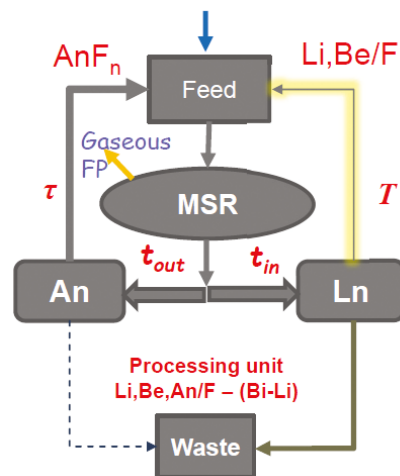 AnFn
Li,Be/F
Feed
Gaseous
FP
τ
MSR
T
tout
tin
An
Ln
Processing unit
Li,Be,An/F – (Bi-Li)
Waste